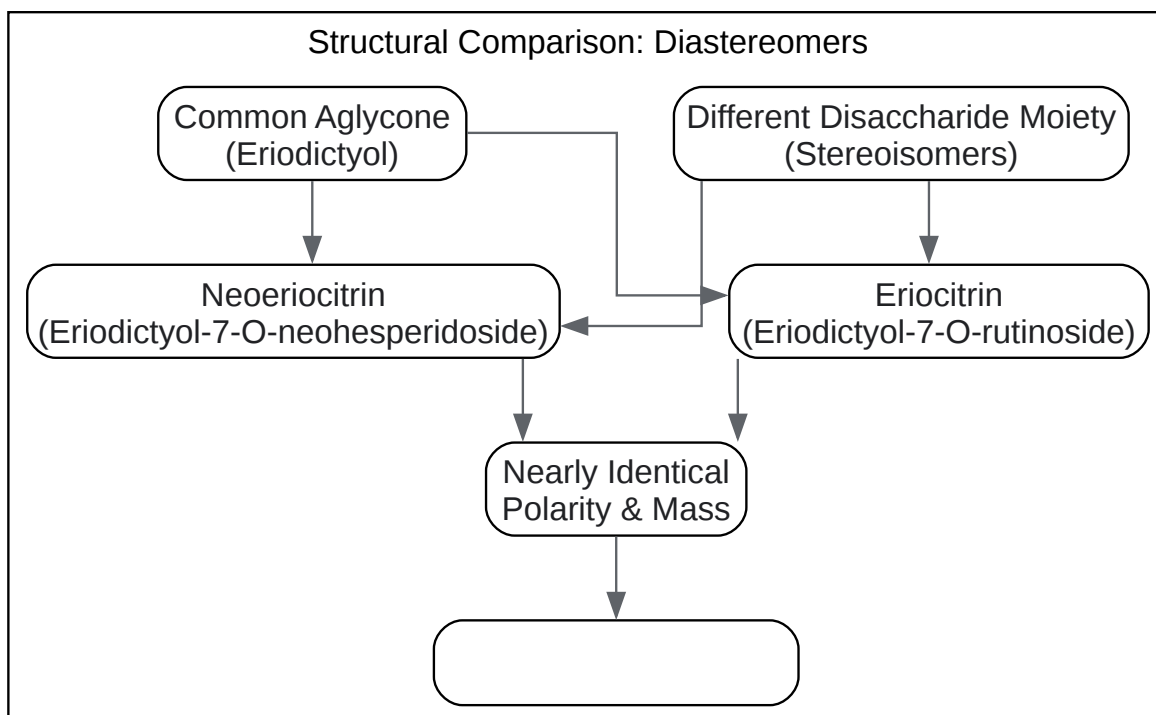 Structural Comparison: Diastereomers
Common Aglycone
(Eriodictyol)
Different Disaccharide Moiety
(Stereoisomers)
Neoeriocitrin
(Eriodictyol-7-O-neohesperidoside)
Eriocitrin
(Eriodictyol-7-O-rutinoside)
Nearly Identical
Polarity & Mass